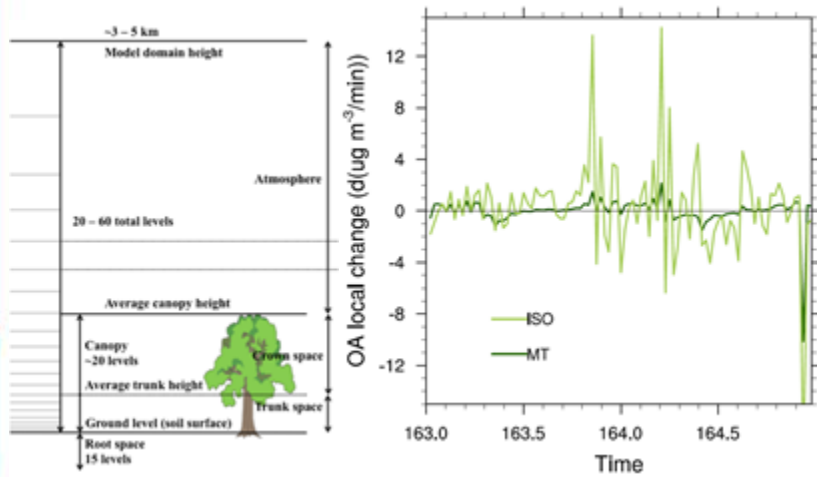 ~3 – 5 km
Model domain height
Atmosphere
20 – 60 total levels
Average canopy height
Canopy
~20 levels
Crown space
Average trunk height
Trunk space
Ground level (soil surface)
Root space
15 levels
OA local change (d(ug m⁻³/min))
12
8
4
0
-4
-8
-12
ISO
MT
163.0
163.5
164.0
164.5
Time